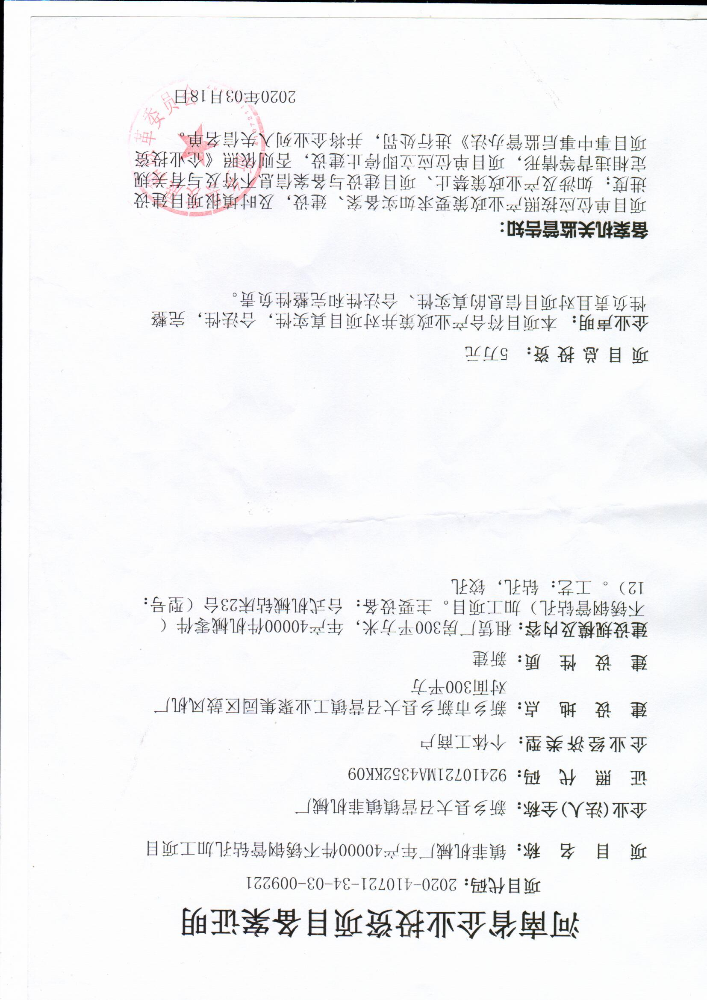 河南省企业投资项目备案证明
项目代码：2020-410721-34-03-009221
项目名称：镇菲机械厂年产40000件不锈钢管钻孔加工项目
企业(法人)全称：新乡县大召营镇镇菲机械厂
证照代码：92410721MA4352KK09
企业经济类型：个体工商户
建设地点：新乡市新乡县大召营镇工业聚集园区鼓风机厂
对面300平方
建设性质：新建
建设规模及内容：租赁厂房300平方米，年产40000件机械零件（
不锈钢管钻孔）加工项目。主要设备：台式机械钻床23台（型号：
12）。工艺：钻孔，铰孔
项目总投资：5万元
企业声明：本项目符合产业政策并对项目真实性，合法性，完整
性负责且对项目信息的真实性、合法性和完整性负责。
备案机关监管告知：
项目单位应按照产业政策要求如实备案、建设，及时填报项目建设
进度；如涉及产业政策禁止、项目建设与备案信息不符及与有关规
定相违背等情形，项目单位应立即停止建设，否则依照《企业投资
项目事中事后监管办法》进行处罚，并将企业列入失信名单。
2020年03月18日
革委员会